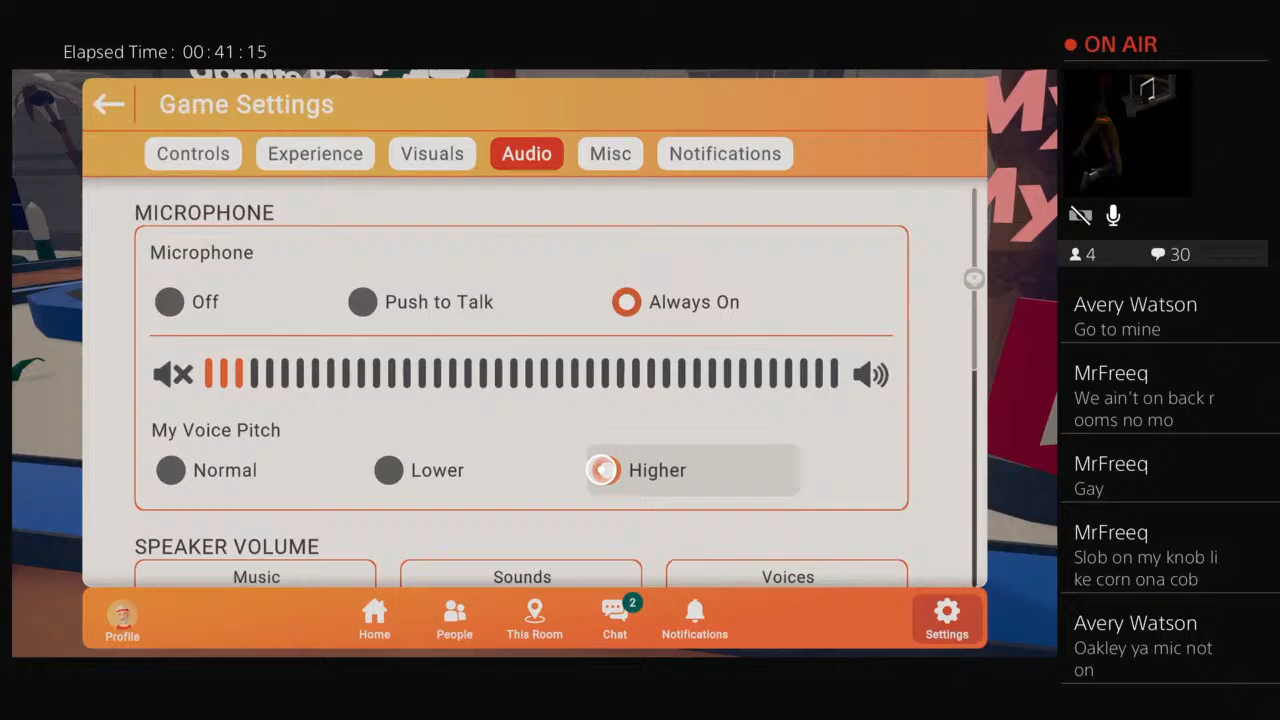 Elapsed Time: 00:41:15
ON AIR
Game Settings
Controls Experience Visuals Audio Misc Notifications
MICROPHONE
Microphone
Off Push to Talk Always On
My Voice Pitch
Normal Lower Higher
SPEAKER VOLUME
Music Sounds Voices
Profile Home People This Room Chat 2 Notifications Settings
My
My
4 30
Avery Watson
Go to mine
MrFreeq
We ain't on back r
ooms no mo
MrFreeq
Gay
MrFreeq
Slob on my knob li
ke corn ona cob
Avery Watson
Oakley ya mic not
on